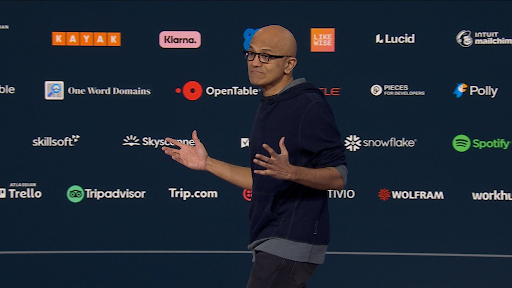 KAYAK
Klarna.
LIKE
WISE
Lucid
INTUIT
mailchimp
One Word Domains
OpenTable
PIECES
FOR DEVELOPERS
Polly
skillsoft
Skyscanner
snowflake
Spotify
ATLASSIAN
Trello
Tripadvisor
Trip.com
WOLFRAM